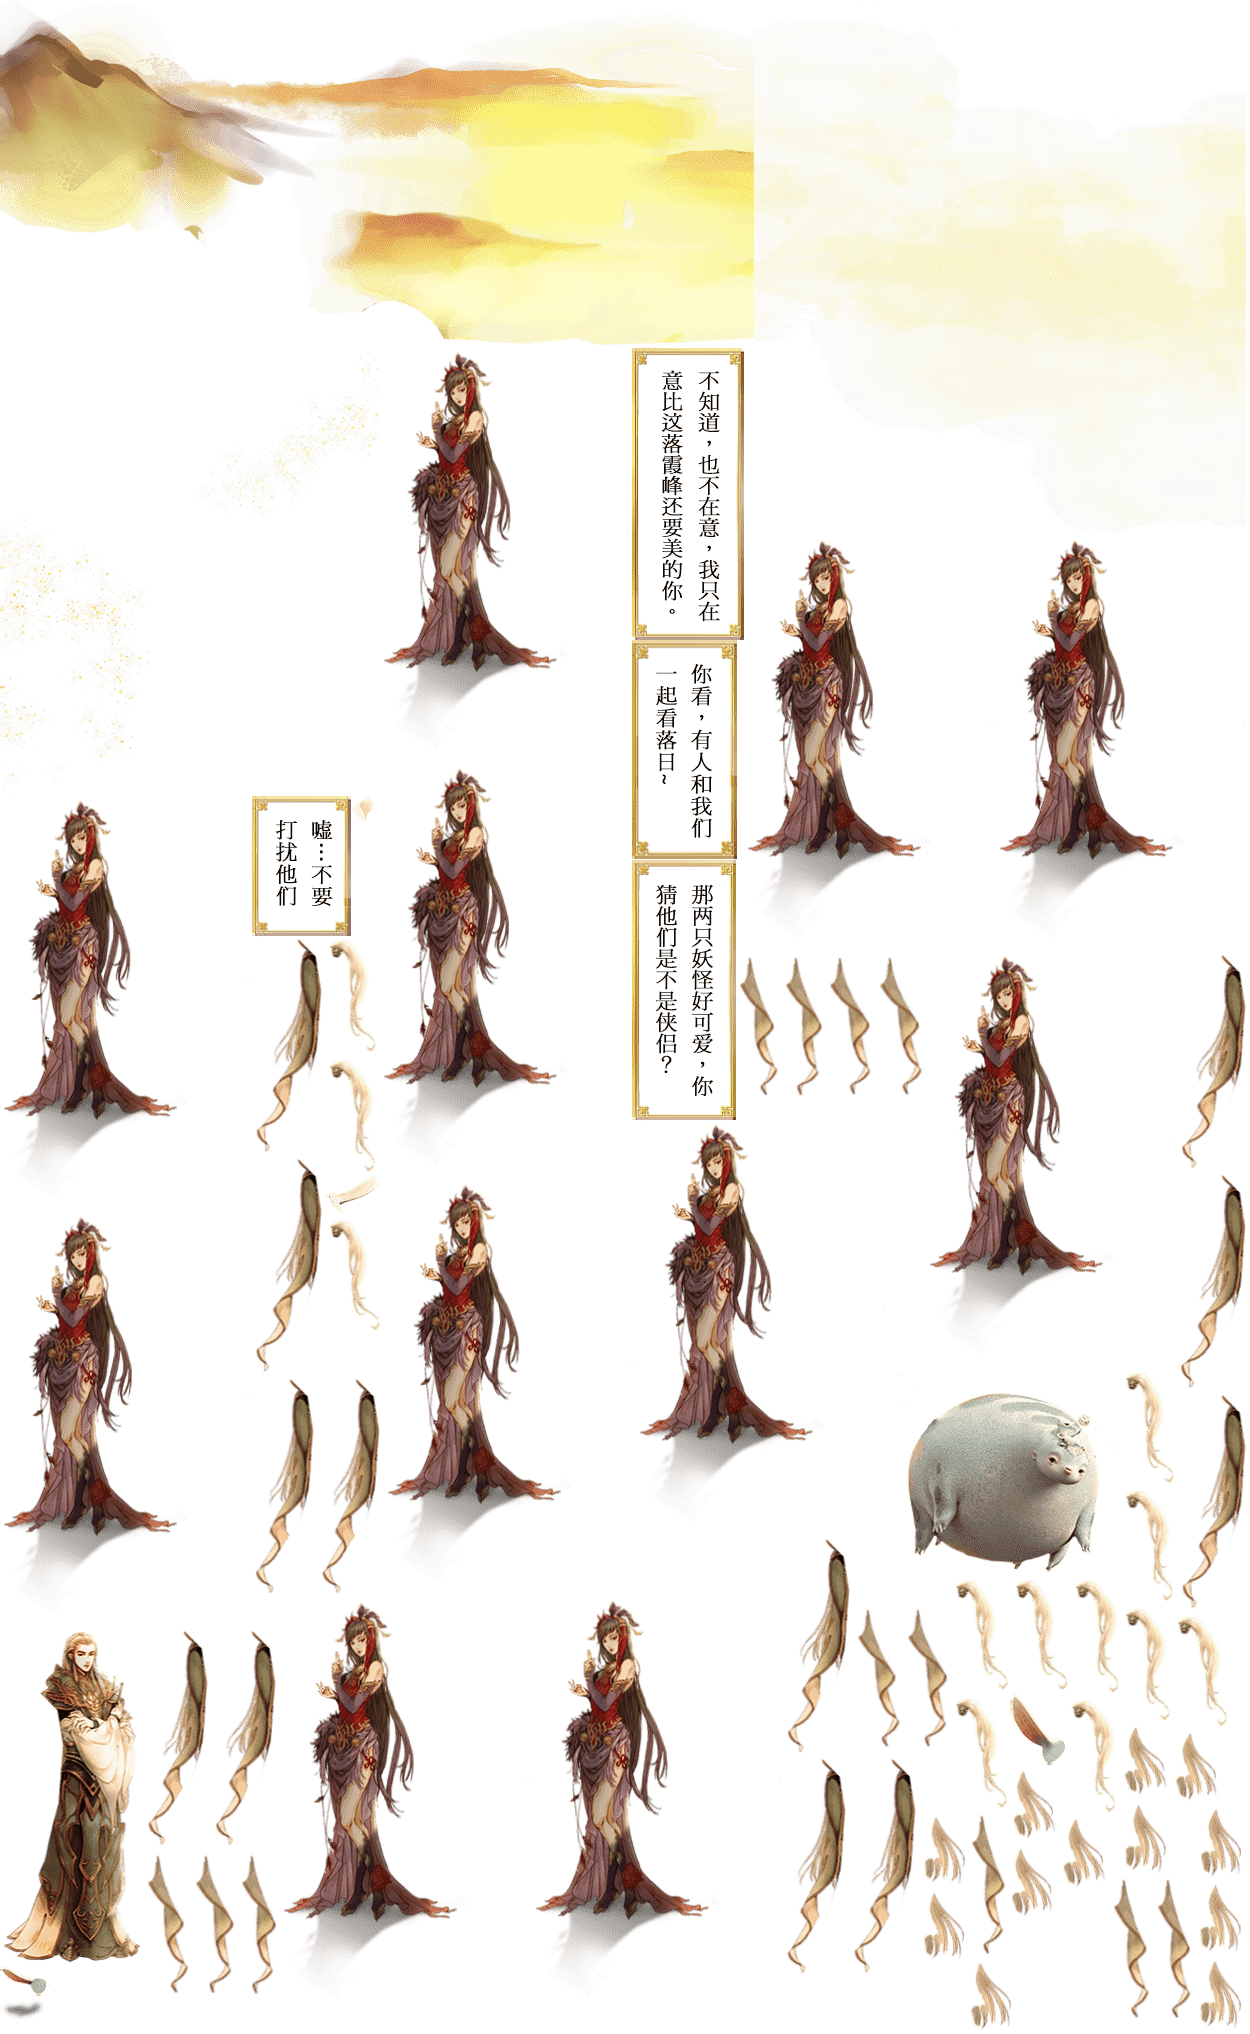 不知道，也不在意，我只在
意比这落霞峰还要美的你。
你看，有人和我们
一起看落日~
嘘…不要
打扰他们
那两只妖怪好可爱，你
猜他们是不是侠侣？